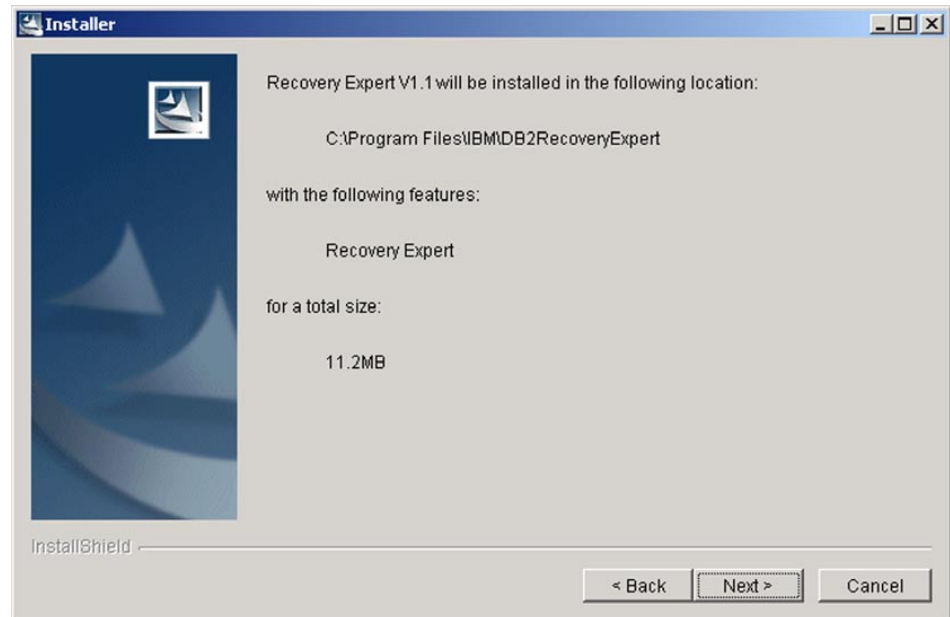 Installer
Recovery Expert V1.1 will be installed in the following location:
C:\Program Files\IBM\DB2RecoveryExpert
with the following features:
Recovery Expert
for a total size:
11.2MB
InstallShield
< Back Next > Cancel